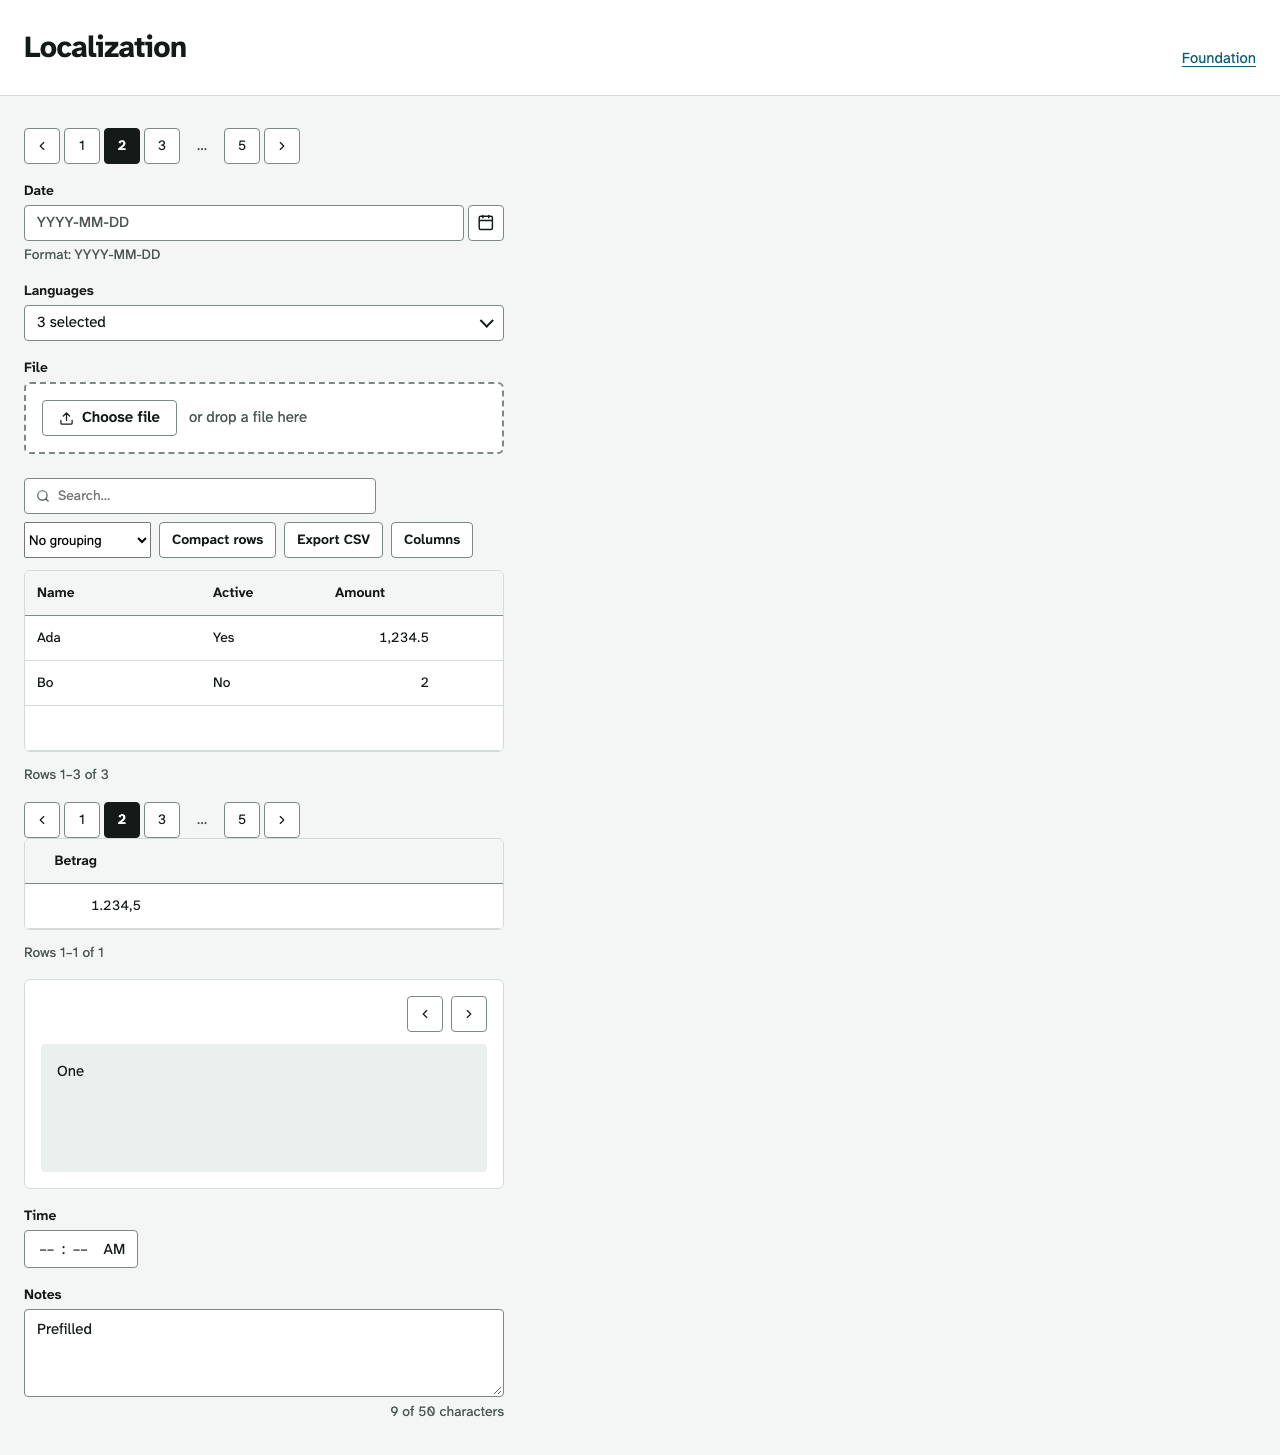 Localization
Foundation
1 2 3 … 5
Date
YYYY-MM-DD
Format: YYYY-MM-DD
Languages
3 selected
File
Choose file or drop a file here
Search…
No grouping Compact rows Export CSV Columns
Name Active Amount
Ada Yes 1,234.5
Bo No 2
Rows 1–3 of 3
1 2 3 … 5
Betrag
1.234,5
Rows 1–1 of 1
One
Time
–– : –– AM
Notes
Prefilled
9 of 50 characters